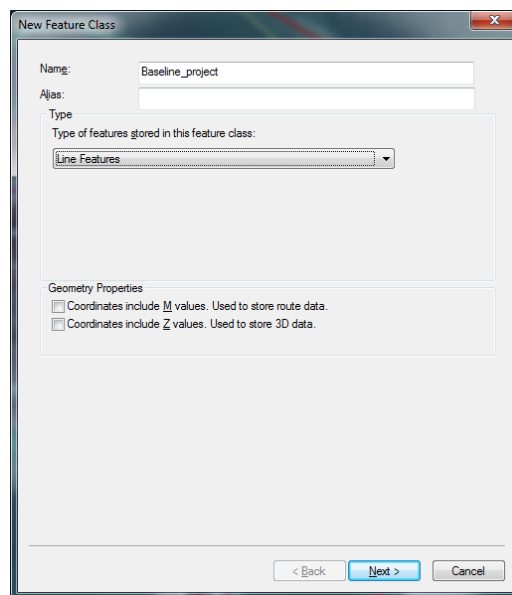 New Feature Class
Name: Baseline_project
Alias:
Type
Type of features stored in this feature class:
Line Features
Geometry Properties
Coordinates include M values. Used to store route data.
Coordinates include Z values. Used to store 3D data.
< Back Next > Cancel